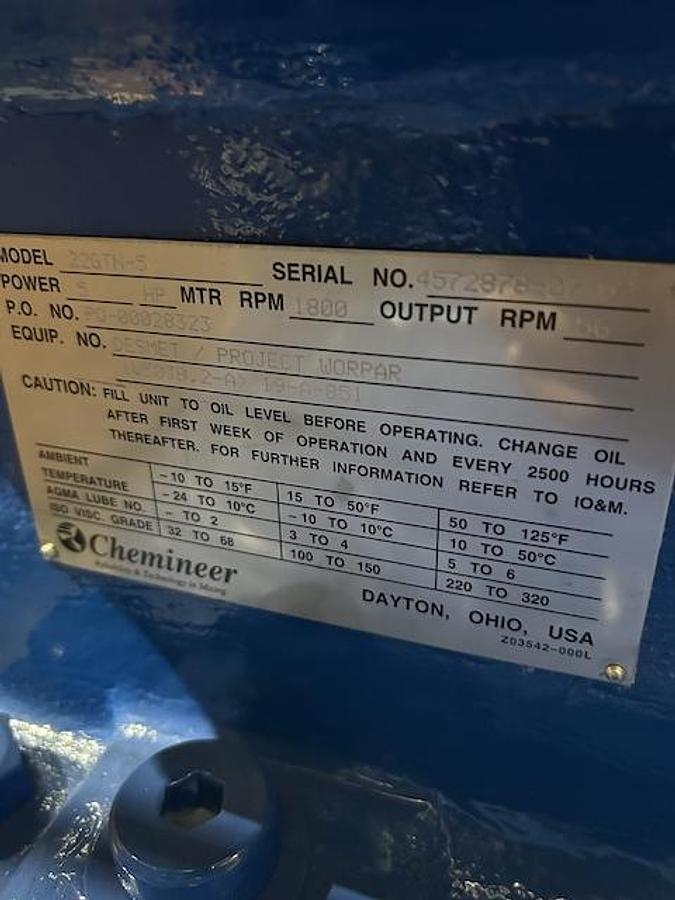 MODEL 22GTN-5 SERIAL NO.
POWER 5 HP MTR RPM 1800 OUTPUT RPM 56
P.O. NO. PO-00028323
EQUIP. NO. DESMET / PROJECT WORPAR
19-A-851
CAUTION: FILL UNIT TO OIL LEVEL BEFORE OPERATING. CHANGE OIL
AFTER FIRST WEEK OF OPERATION AND EVERY 2500 HOURS
THEREAFTER. FOR FURTHER INFORMATION REFER TO IO&M.
AMBIENT TEMPERATURE -10 TO 15°F 15 TO 50°F 50 TO 125°F
-24 TO 10°C -10 TO 10°C 10 TO 50°C
AGMA LUBE NO. - TO 2 3 TO 4 5 TO 6
ISO VISC. GRADE 32 TO 68 100 TO 150 220 TO 320
Chemineer
DAYTON, OHIO, USA
Z03542-000L